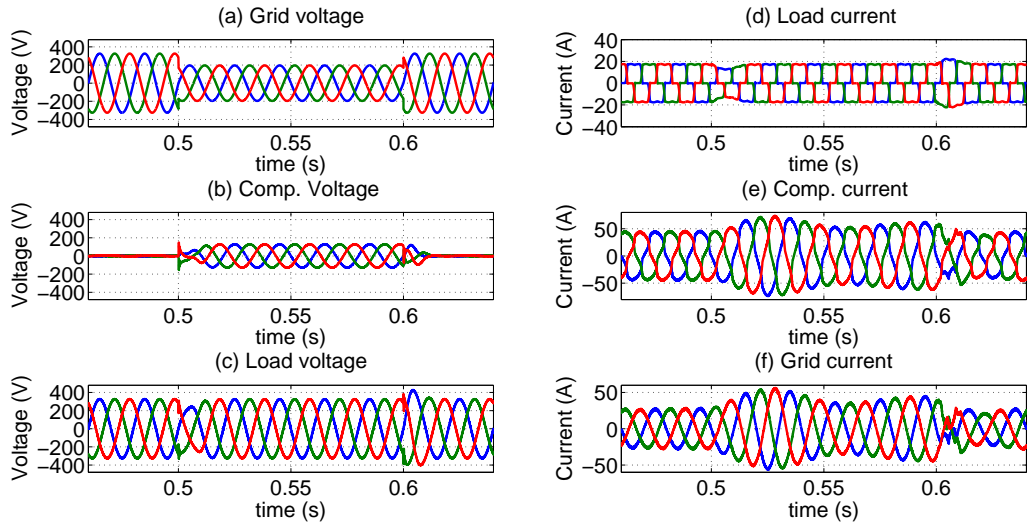 (a) Grid voltage
Voltage (V)
400
200
0
−200
−400
0.5
0.55
0.6
time (s)
(b) Comp. Voltage
Voltage (V)
400
200
0
−200
−400
0.5
0.55
0.6
time (s)
(c) Load voltage
Voltage (V)
400
200
0
−200
−400
0.5
0.55
0.6
time (s)
(d) Load current
Current (A)
40
20
0
−20
−40
0.5
0.55
0.6
time (s)
(e) Comp. current
Current (A)
50
0
−50
0.5
0.55
0.6
time (s)
(f) Grid current
Current (A)
50
0
−50
0.5
0.55
0.6
time (s)